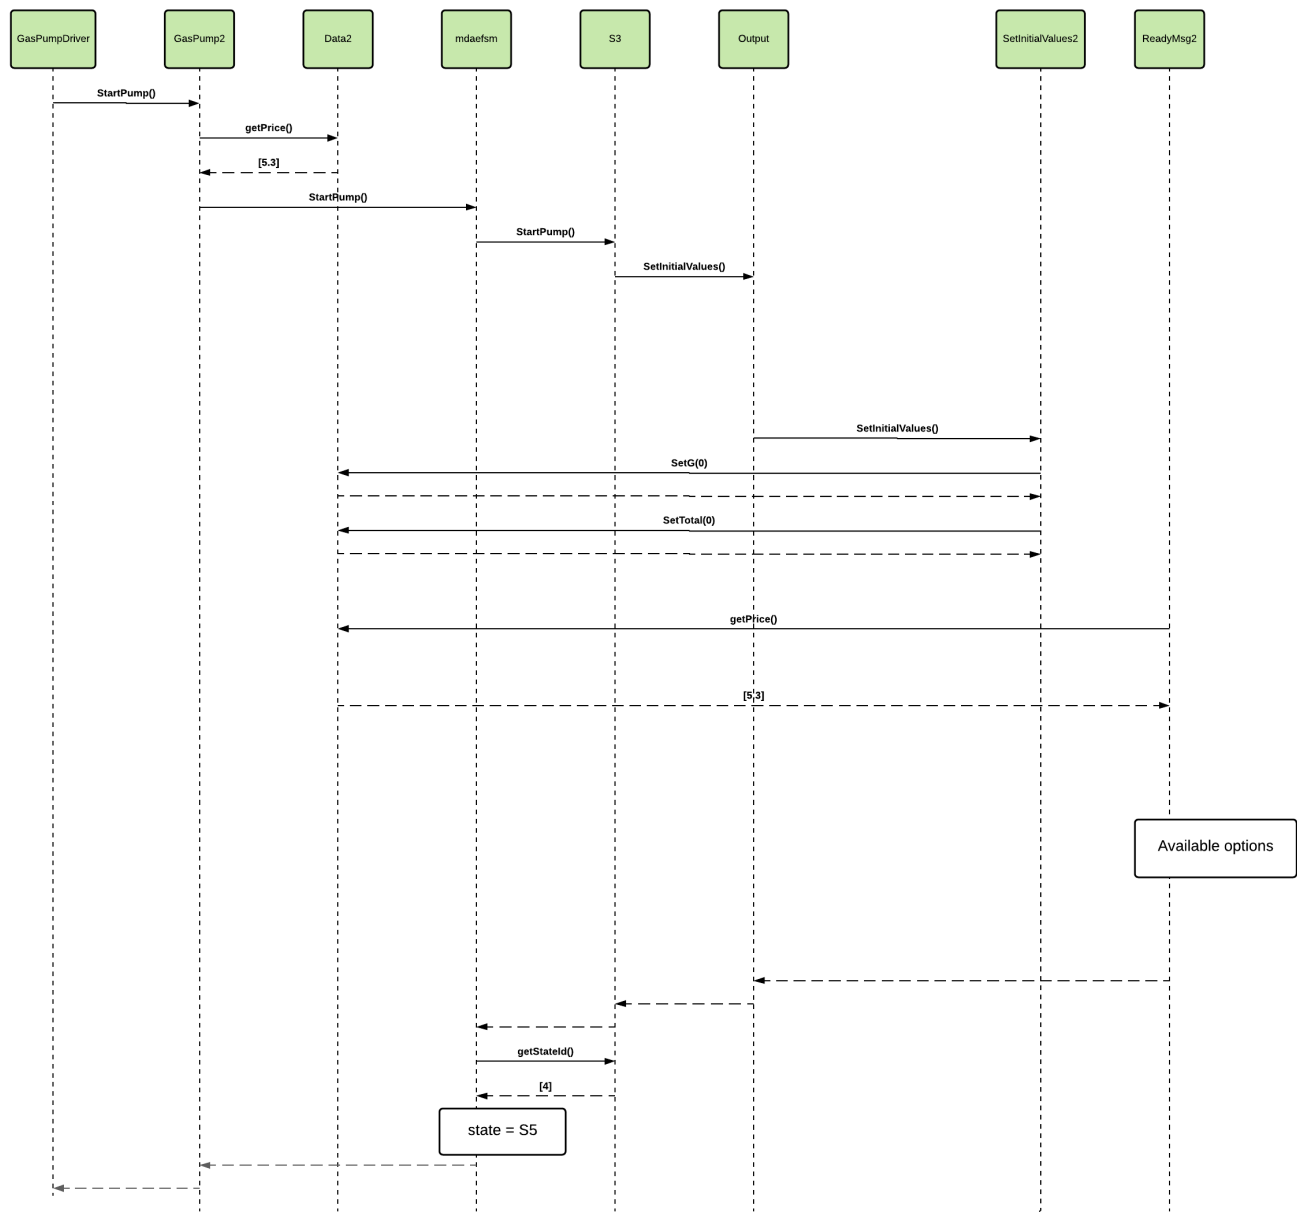 GasPumpDriver
GasPump2
Data2
mdaefsm
S3
Output
SetInitialValues2
ReadyMsg2
StartPump()
getPrice()
[5.3]
StartPump()
StartPump()
SetInitialValues()
SetInitialValues()
SetG(0)
SetTotal(0)
getPrice()
[5.3]
Available options
getStateId()
[4]
state = S5